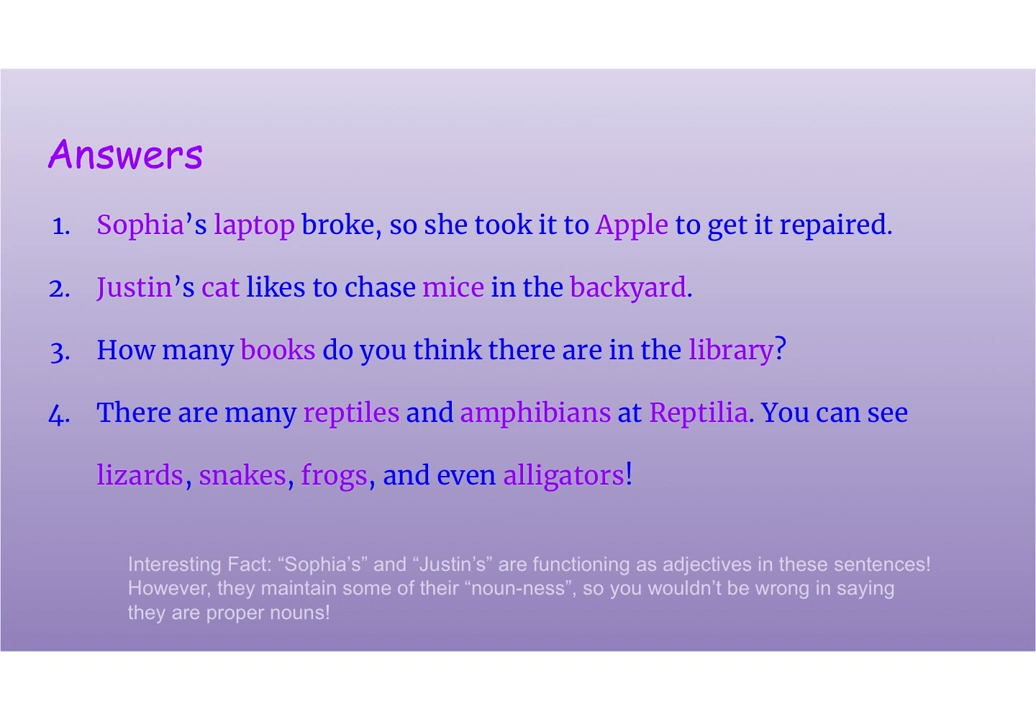 Answers
1. Sophia’s laptop broke, so she took it to Apple to get it repaired.
2. Justin’s cat likes to chase mice in the backyard.
3. How many books do you think there are in the library?
4. There are many reptiles and amphibians at Reptilia. You can see
lizards, snakes, frogs, and even alligators!
Interesting Fact: “Sophia’s” and “Justin’s” are functioning as adjectives in these sentences!
However, they maintain some of their “noun-ness”, so you wouldn’t be wrong in saying
they are proper nouns!